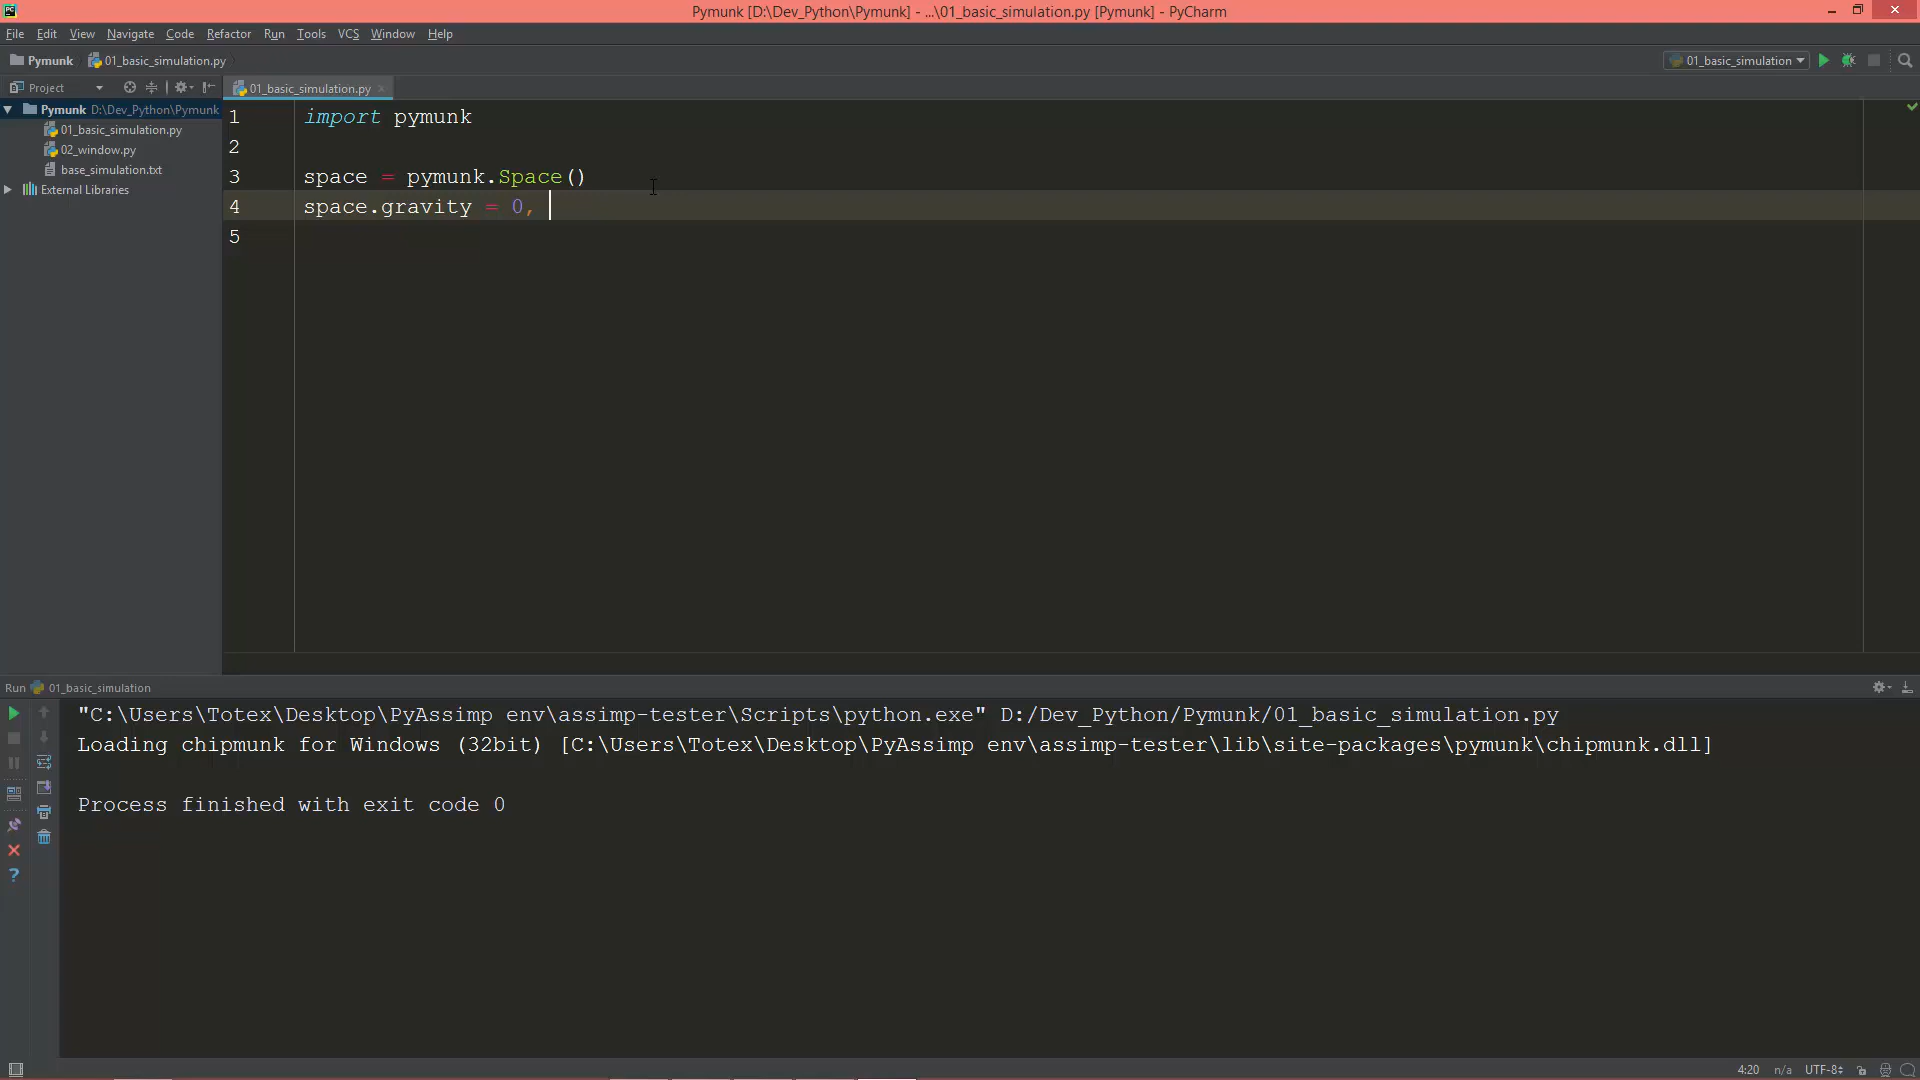 Pymunk [D:\Dev_Python\Pymunk] - ...\01_basic_simulation.py [Pymunk] - PyCharm
File Edit View Navigate Code Refactor Run Tools VCS Window Help
Pymunk 01_basic_simulation.py 01_basic_simulation
Project 01_basic_simulation.py
Pymunk D:\Dev_Python\Pymunk
01_basic_simulation.py
02_window.py
base_simulation.txt
External Libraries
1 import pymunk
2
3 space = pymunk.Space()
4 space.gravity = 0,
5
Run 01_basic_simulation
"C:\Users\Totex\Desktop\PyAssimp env\assimp-tester\Scripts\python.exe" D:/Dev_Python/Pymunk/01_basic_simulation.py
Loading chipmunk for Windows (32bit) [C:\Users\Totex\Desktop\PyAssimp env\assimp-tester\lib\site-packages\pymunk\chipmunk.dll]
Process finished with exit code 0
4:20 n/a UTF-8